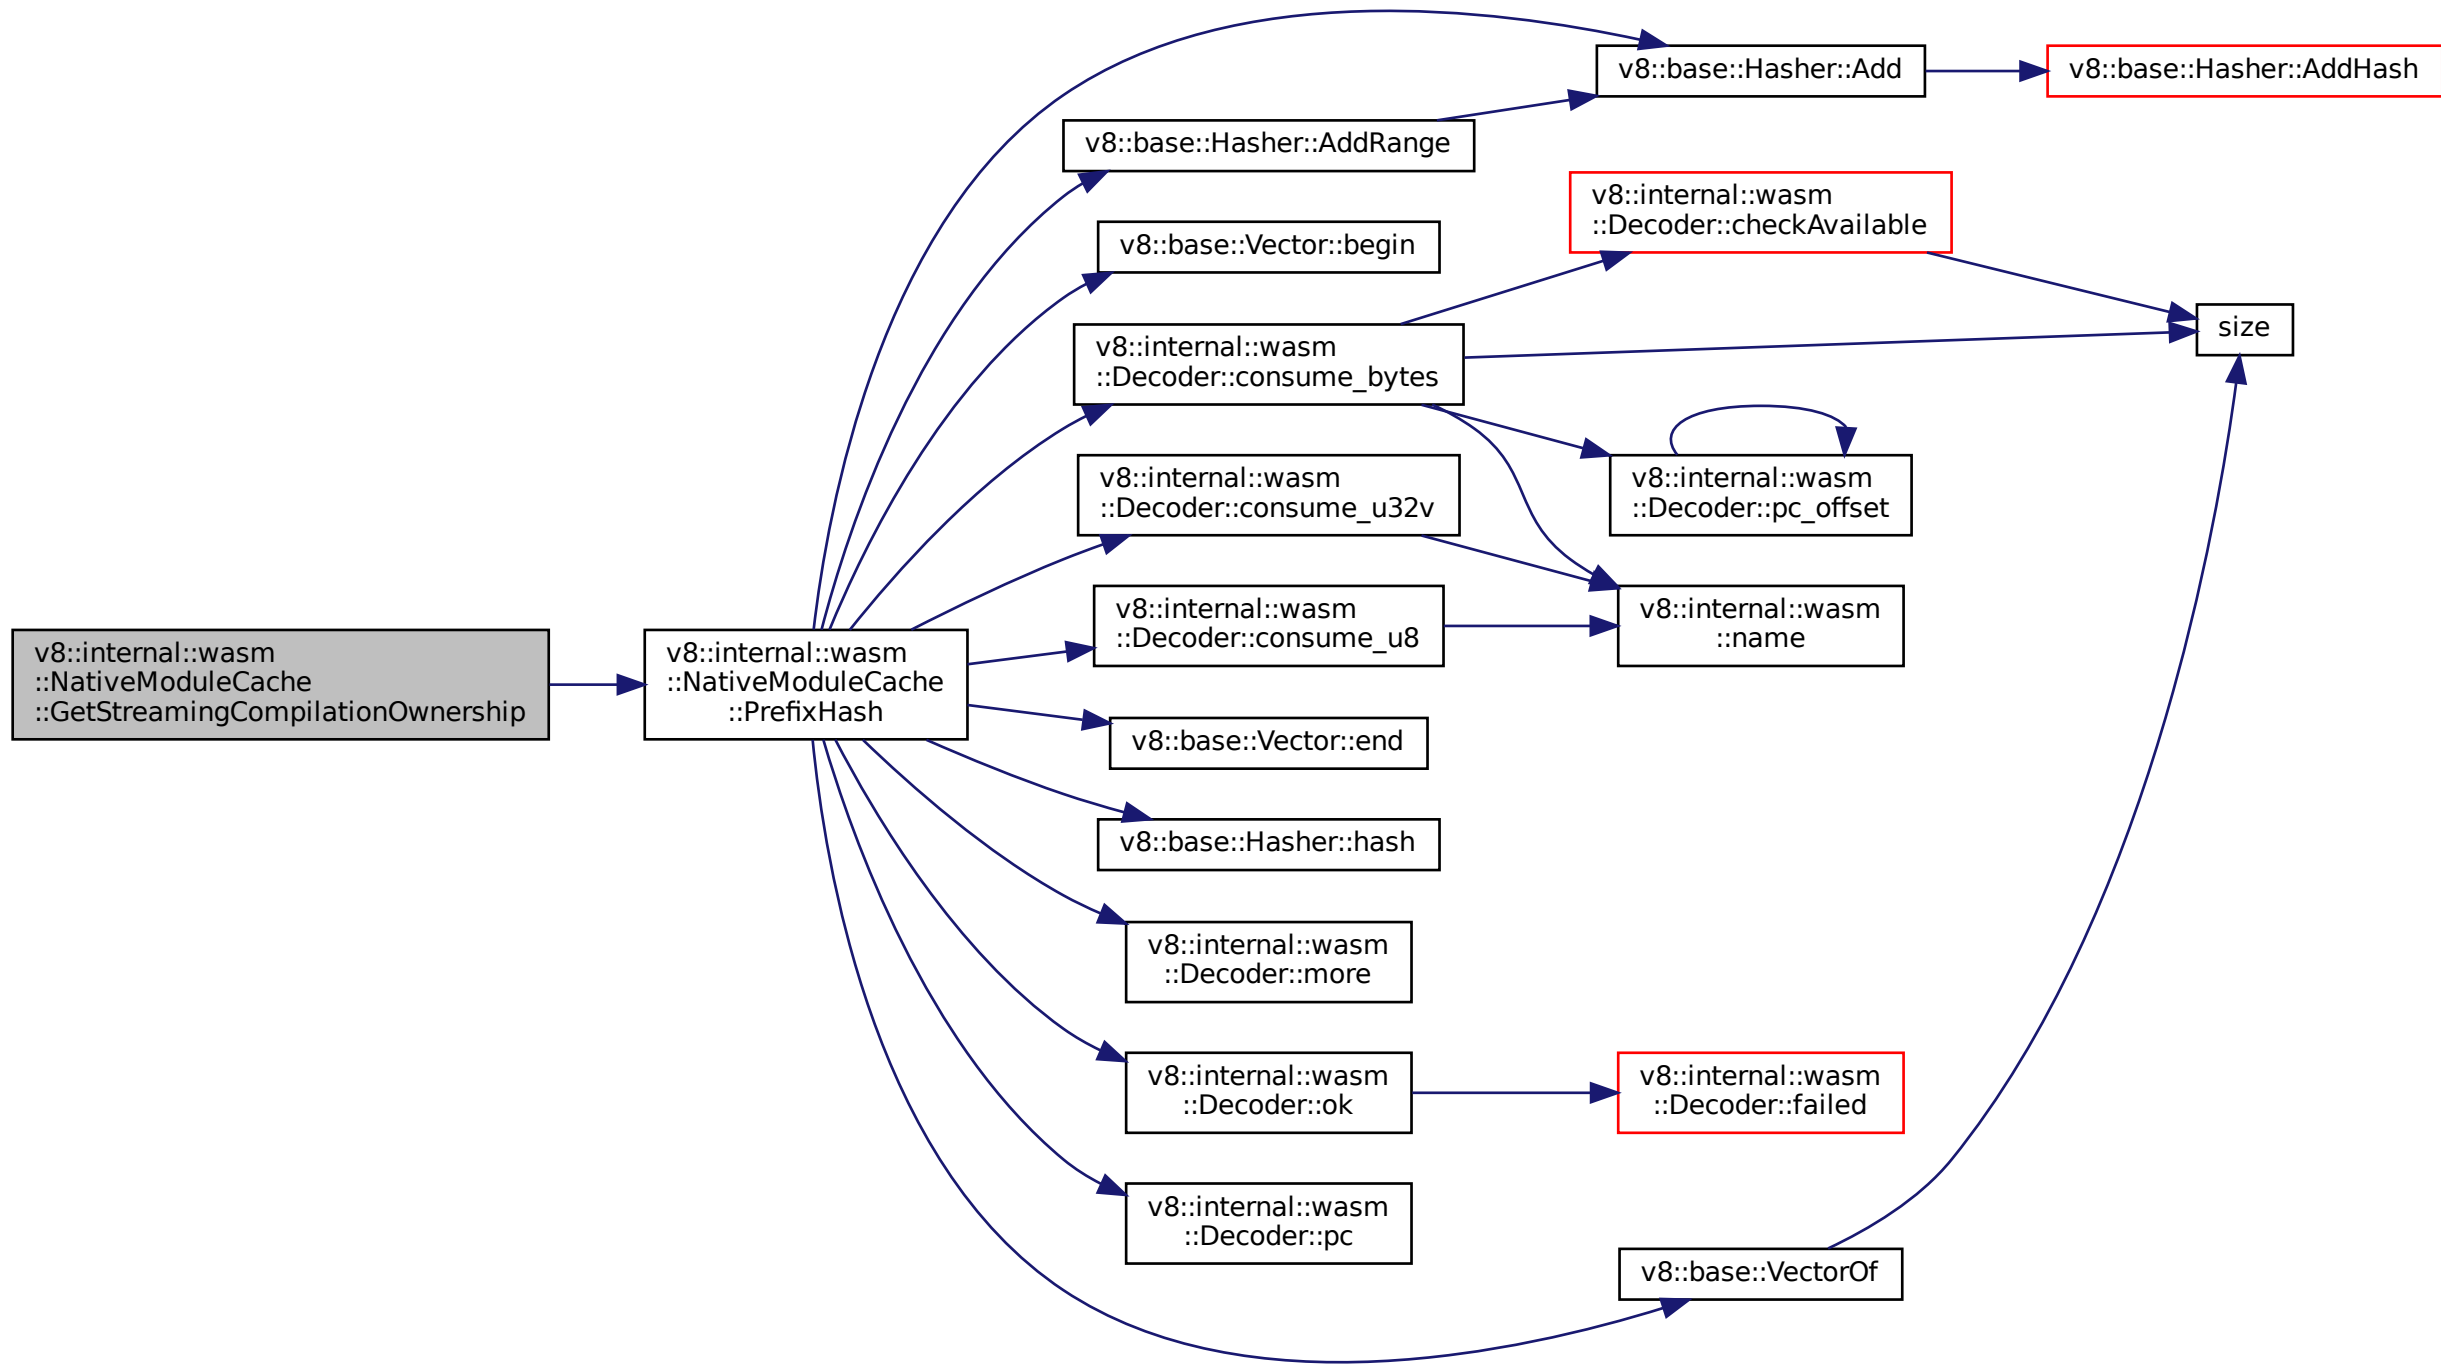 v8::internal::wasm
::NativeModuleCache
::GetStreamingCompilationOwnership
v8::internal::wasm
::NativeModuleCache
::PrefixHash
v8::base::Hasher::Add
v8::base::Hasher::AddHash
v8::base::Hasher::AddRange
v8::base::Vector::begin
v8::internal::wasm
::Decoder::consume_bytes
v8::internal::wasm
::Decoder::checkAvailable
size
v8::internal::wasm
::Decoder::pc_offset
v8::internal::wasm
::name
v8::internal::wasm
::Decoder::consume_u32v
v8::internal::wasm
::Decoder::consume_u8
v8::base::Vector::end
v8::base::Hasher::hash
v8::internal::wasm
::Decoder::more
v8::internal::wasm
::Decoder::ok
v8::internal::wasm
::Decoder::failed
v8::internal::wasm
::Decoder::pc
v8::base::VectorOf